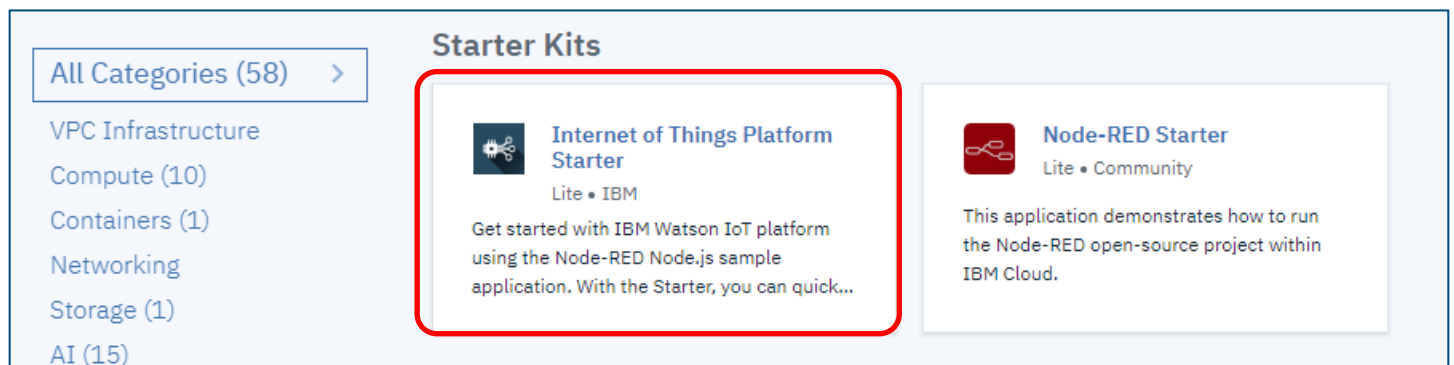 All Categories (58)
VPC Infrastructure
Compute (10)
Containers (1)
Networking
Storage (1)
AI (15)
Starter Kits
Internet of Things Platform
Starter
Lite • IBM
Get started with IBM Watson IoT platform
using the Node-RED Node.js sample
application. With the Starter, you can quick...
Node-RED Starter
Lite • Community
This application demonstrates how to run
the Node-RED open-source project within
IBM Cloud.